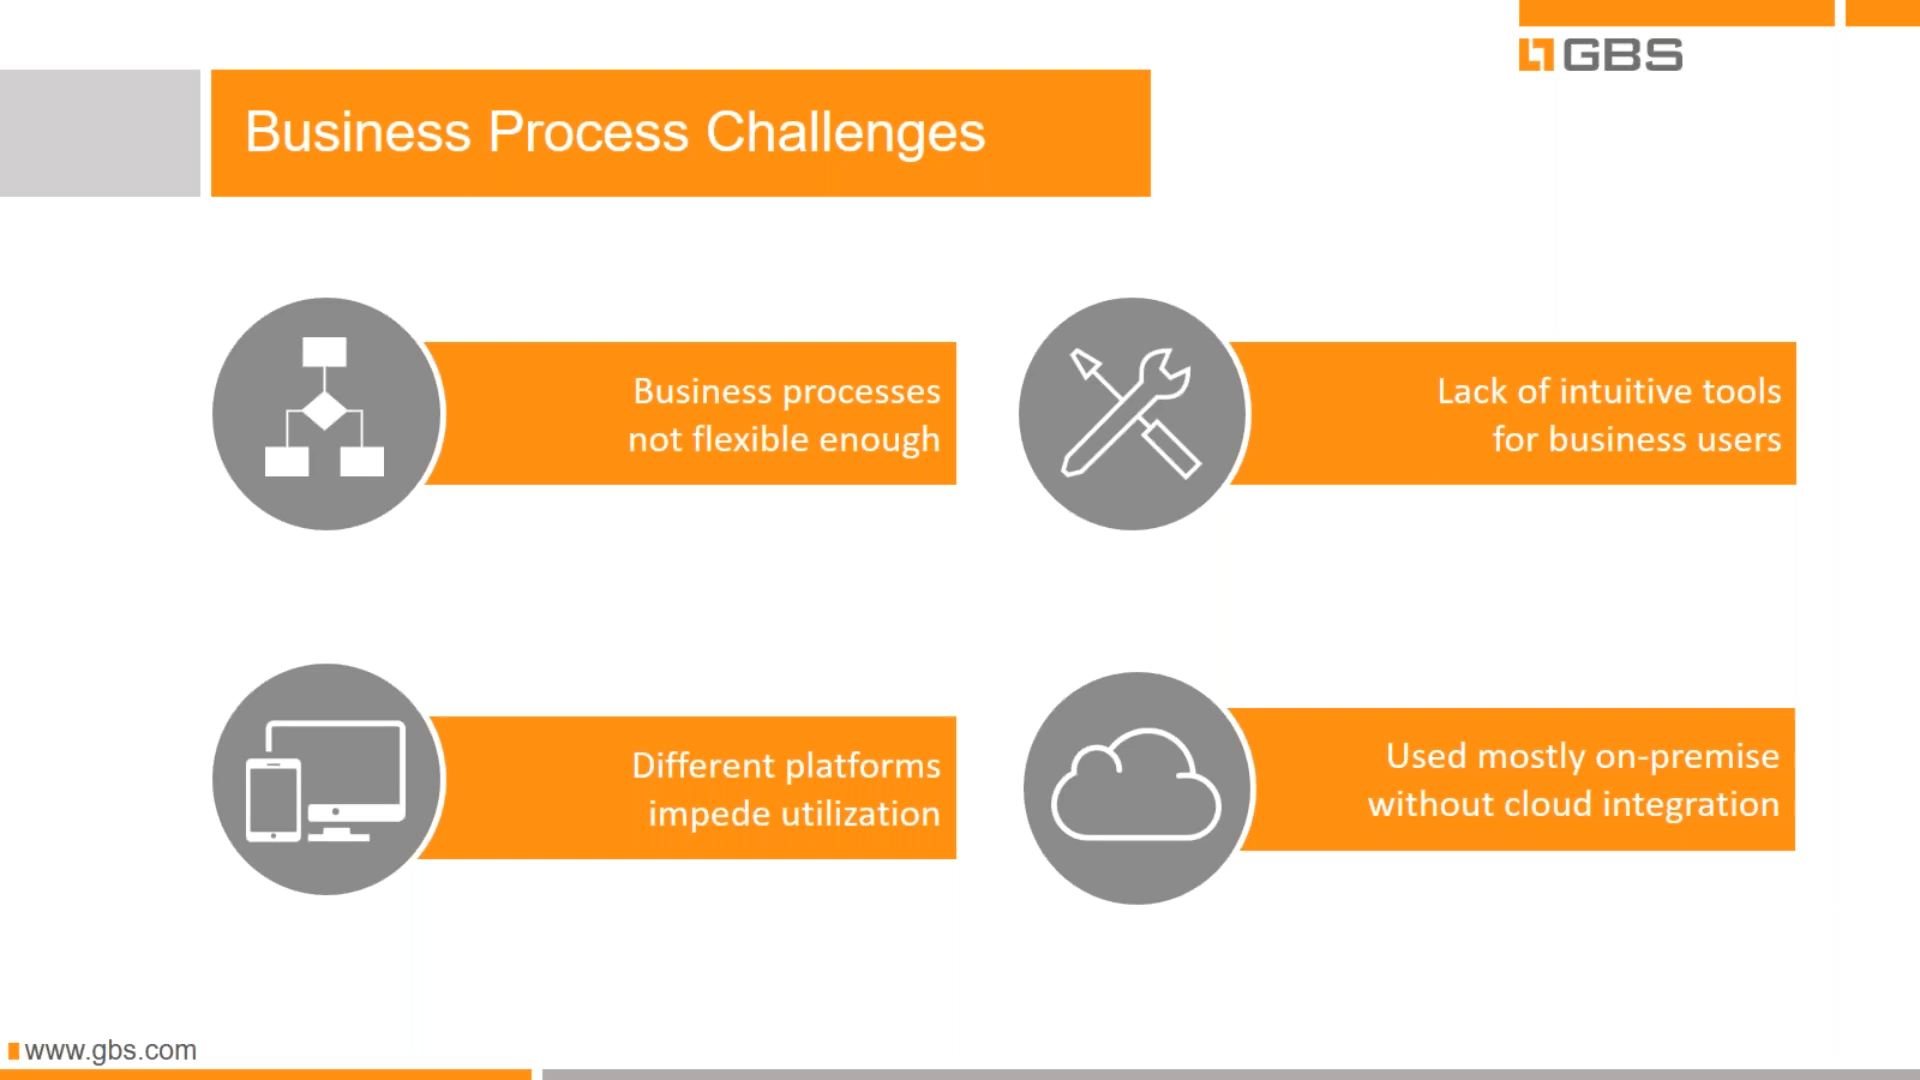 GBS
Business Process Challenges
Business processes
not flexible enough
Lack of intuitive tools
for business users
Different platforms
impede utilization
Used mostly on-premise
without cloud integration
www.gbs.com